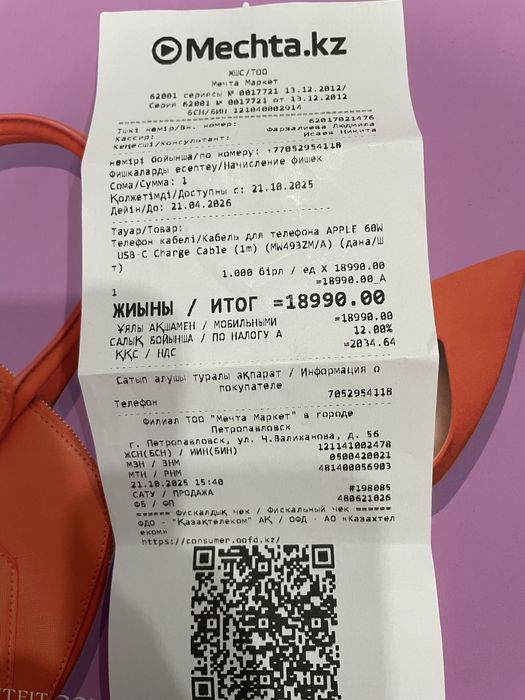 Mechta.kz
ЖШС/ТОО
Мечта Маркет
62001 сериясы № 0017721 13.12.2012/
Серия 62001 № 0017721 от 13.12.2012
БСН/БИН 121040002914
Ішкі нөмір/Вн. номер: 62017021476
Кассир: Фарзалиева Людмила
Кеңесші/консультант: Исаев Никита
нөмірі бойынша/по номеру: +77052954118
Фишкаларды есептеу/Начисление фишек
Сома/Сумма: 1
Қолжетімді/Доступны с: 21.10.2025
Дейін/До: 21.04.2026
Тауар/Товар:
Телефон кабелі/Кабель для телефона APPLE 60W
USB-C Charge Cable (1m) (MW493ZM/A) (дана/ш
т)
1.000 бірл / ед X 18990.00
1 =18990.00_А
ЖИЫНЫ / ИТОГ =18990.00
ҰЯЛЫ АҚШАМЕН / МОБИЛЬНЫМИ =18990.00
САЛЫҚ БОЙЫНША / ПО НАЛОГУ А 12.00%
ҚҚС / НДС =2034.64
Сатып алушы туралы ақпарат / Информация о
покупателе
Телефон 7052954118
Филиал ТОО "Мечта Маркет" в городе
Петропавловск
г. Петропавловск, ул. Ч.Валиханова, д. 56
ЖСН(БСН) / ИИН(БИН) 121141002478
МЗН / ЗНМ 0500420021
МТН / РНМ 481400056903
21.10.2025 15:40
САТУ / ПРОДАЖА #198085
ФБ / ФП 480621026
====== Фискалдық чек / Фискальный чек ======
ФДО - "Қазақтелеком" АҚ / ОФД - АО «Казахтел
еком»
https://consumer.oofd.kz/